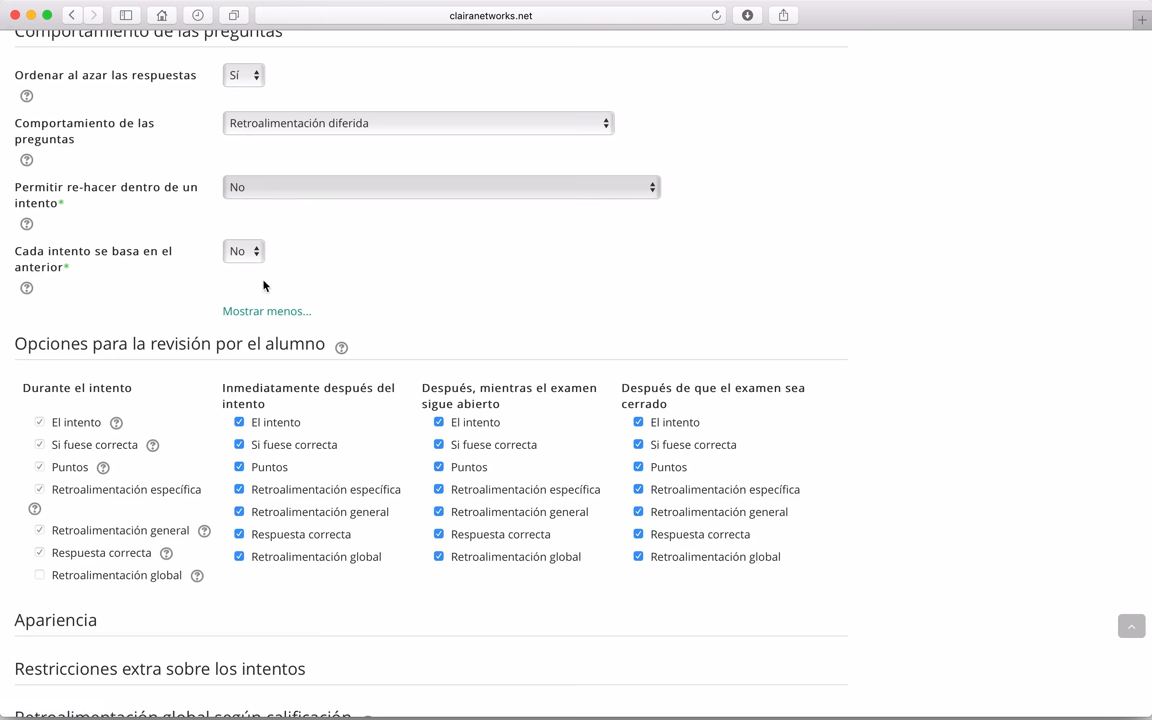 clairanetworks.net
Comportamiento de las preguntas
Ordenar al azar las respuestas
Sí
Comportamiento de las
preguntas
Retroalimentación diferida
Permitir re-hacer dentro de un
intento*
No
Cada intento se basa en el
anterior*
No
Mostrar menos...
Opciones para la revisión por el alumno
Durante el intento
El intento
Si fuese correcta
Puntos
Retroalimentación específica
Retroalimentación general
Respuesta correcta
Retroalimentación global
Inmediatamente después del
intento
El intento
Si fuese correcta
Puntos
Retroalimentación específica
Retroalimentación general
Respuesta correcta
Retroalimentación global
Después, mientras el examen
sigue abierto
El intento
Si fuese correcta
Puntos
Retroalimentación específica
Retroalimentación general
Respuesta correcta
Retroalimentación global
Después de que el examen sea
cerrado
El intento
Si fuese correcta
Puntos
Retroalimentación específica
Retroalimentación general
Respuesta correcta
Retroalimentación global
Apariencia
Restricciones extra sobre los intentos
Retroalimentación global según calificación